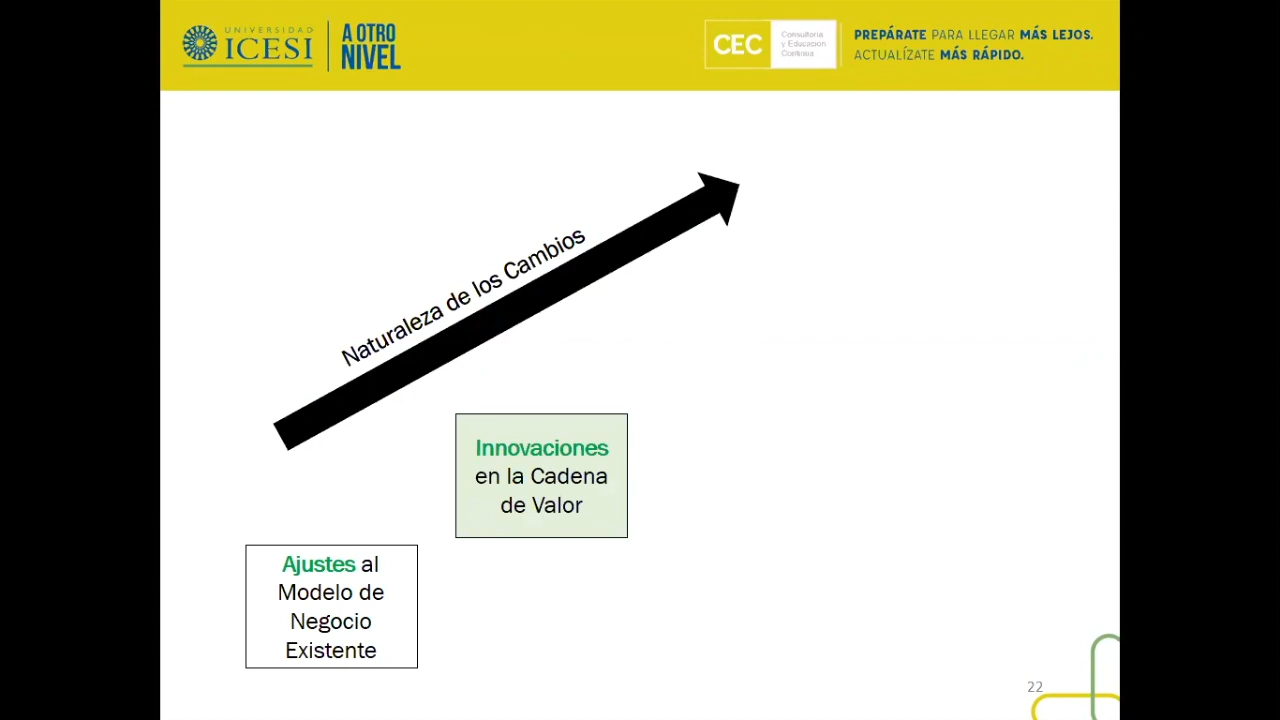 UNIVERSIDAD
ICESI
A OTRO
NIVEL
CEC
Consultoría
y Educación
Continua
PREPÁRATE PARA LLEGAR MÁS LEJOS.
ACTUALÍZATE MÁS RÁPIDO.
Naturaleza de los Cambios
Innovaciones
en la Cadena
de Valor
Ajustes al
Modelo de
Negocio
Existente
22